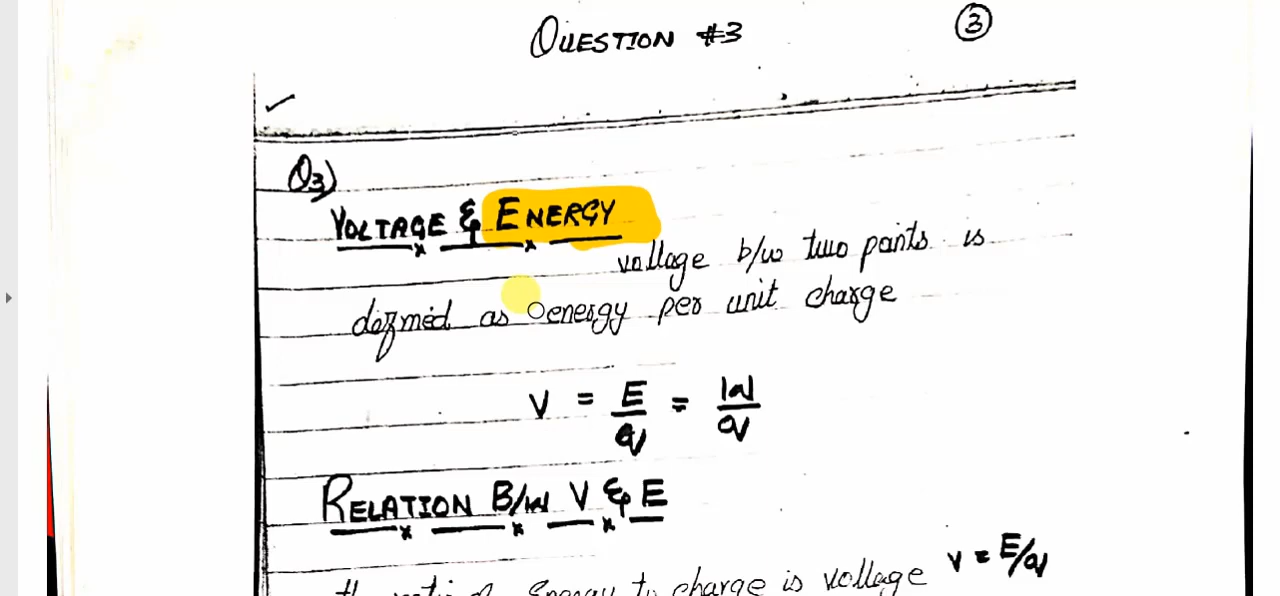 QUESTION #3
3
Q3)
VOLTAGE & ENERGY
voltage b/w two points is
defined as energy per unit charge
V = E/Q = W/Q
RELATION B/W V & E
the ratio of Energy to charge is voltage V = E/Q